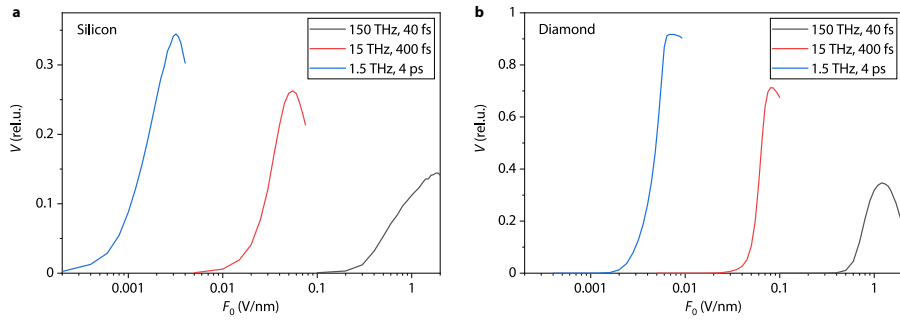 a
Silicon
150 THz, 40 fs
15 THz, 400 fs
1.5 THz, 4 ps
V (rel.u.)
0.3
0.2
0.1
0
0.001
0.01
0.1
1
F₀ (V/nm)
b
Diamond
150 THz, 40 fs
15 THz, 400 fs
1.5 THz, 4 ps
V (rel.u.)
1
0.8
0.6
0.4
0.2
0
0.001
0.01
0.1
1
F₀ (V/nm)